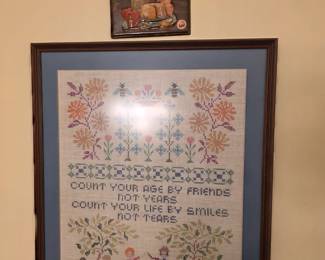 COUNT YOUR AGE BY FRIENDS
NOT YEARS
COUNT YOUR LIFE BY SMILES
NOT TEARS